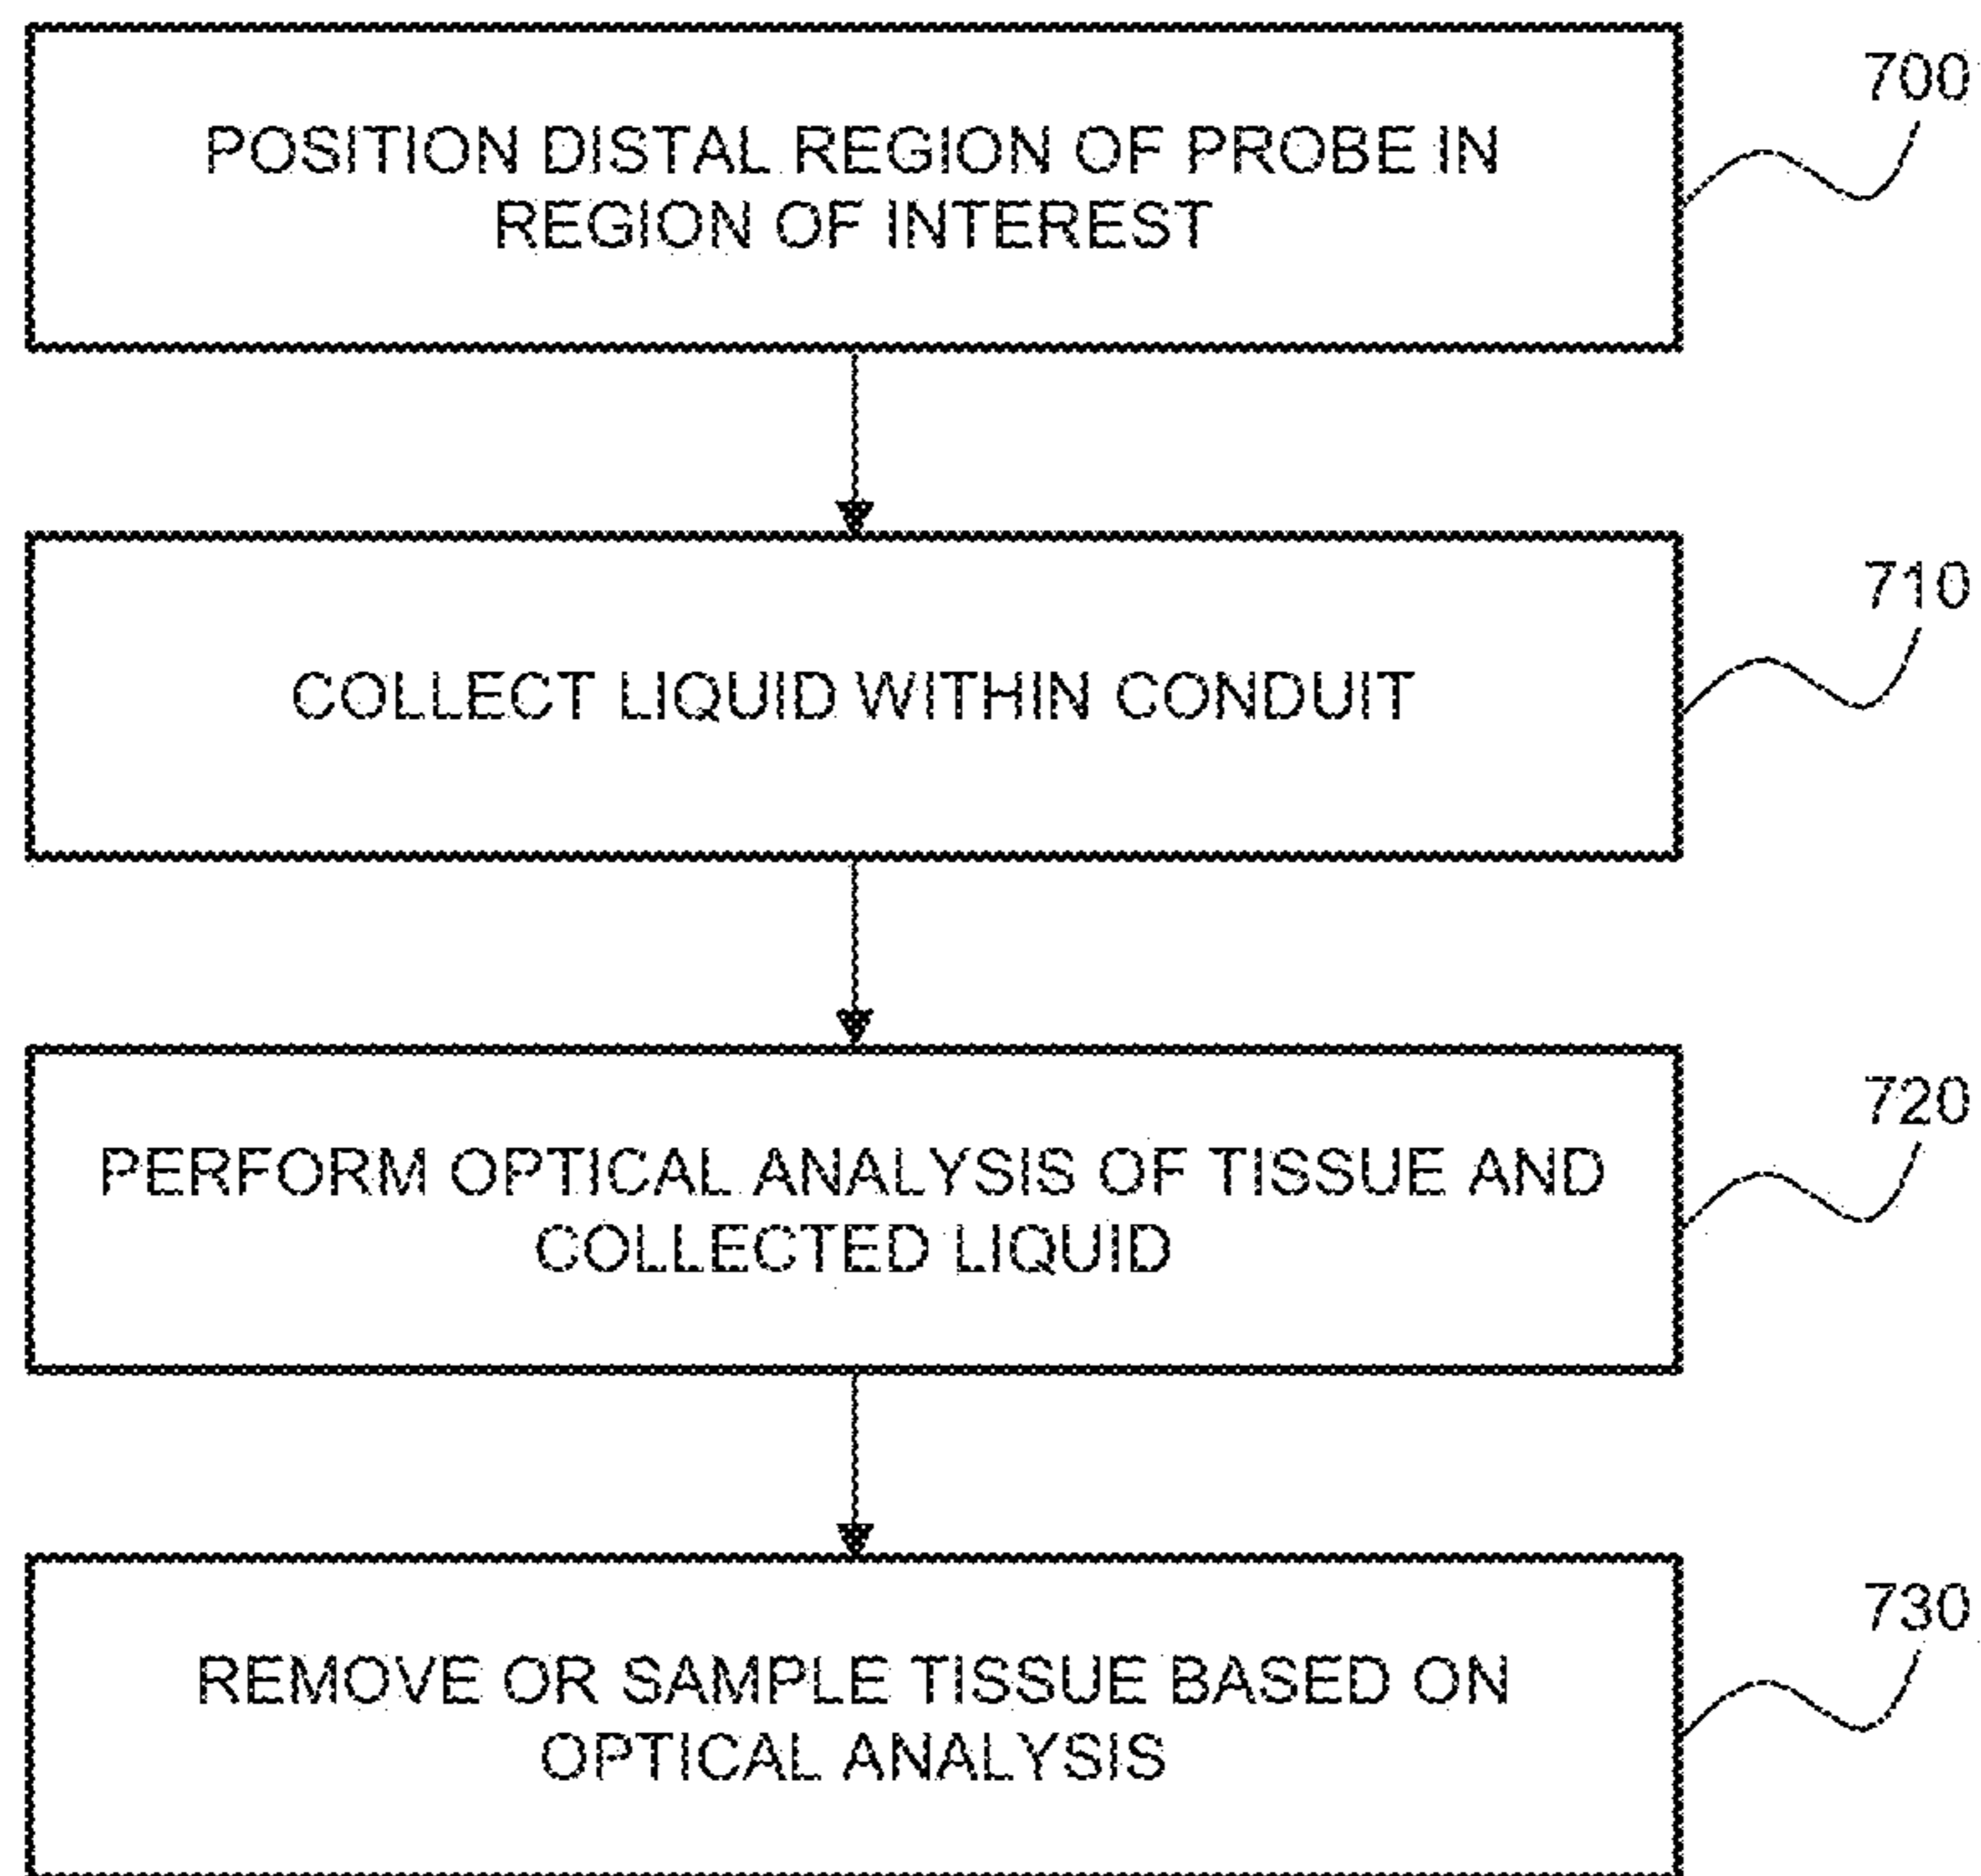 POSITION DISTAL REGION OF PROBE IN
REGION OF INTEREST
700
COLLECT LIQUID WITHIN CONDUIT
710
PERFORM OPTICAL ANALYSIS OF TISSUE AND
COLLECTED LIQUID
720
REMOVE OR SAMPLE TISSUE BASED ON
OPTICAL ANALYSIS
730